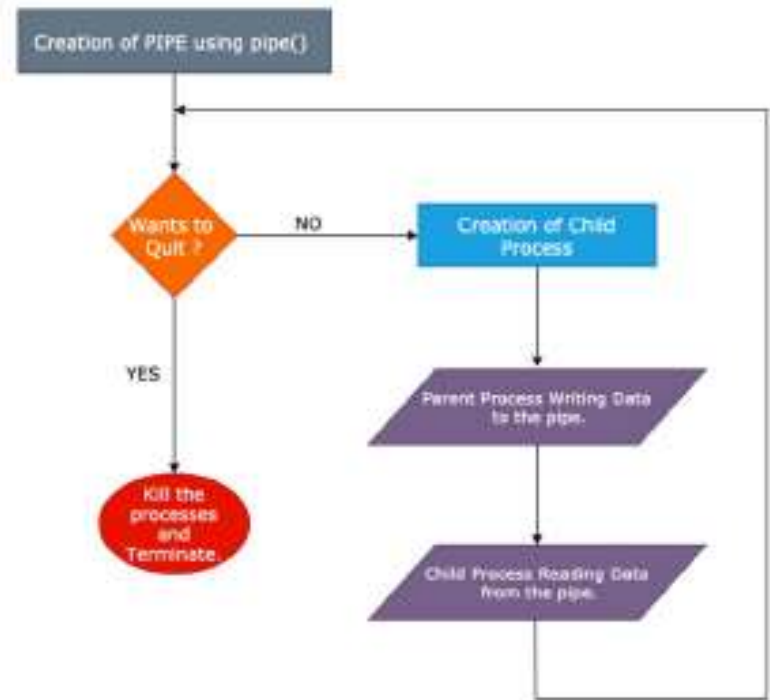 Creation of PIPE using pipe()
Wants to
Quit ?
NO
Creation of Child
Process
YES
Parent Process Writing Data
to the pipe.
Kill the
processes
and
Terminate.
Child Process Reading Data
from the pipe.